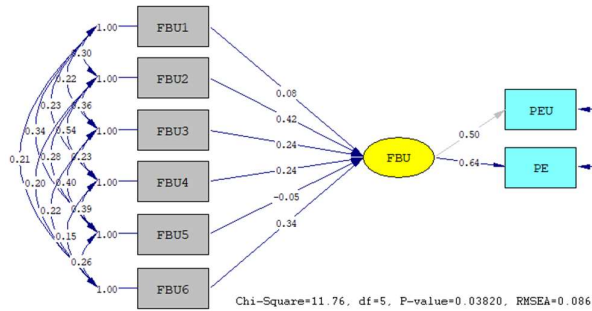 1.00
FBU1
0.30
1.00
FBU2
0.22
0.08
0.23
0.36
0.42
PEU
0.34
0.54
1.00
FBU3
0.24
0.50
0.21
0.28
0.23
FBU
0.20
0.40
1.00
FBU4
0.24
0.64
PE
0.22
0.39
-0.05
0.15
1.00
FBU5
0.34
0.26
1.00
FBU6
Chi-Square=11.76, df=5, P-value=0.03820, RMSEA=0.086